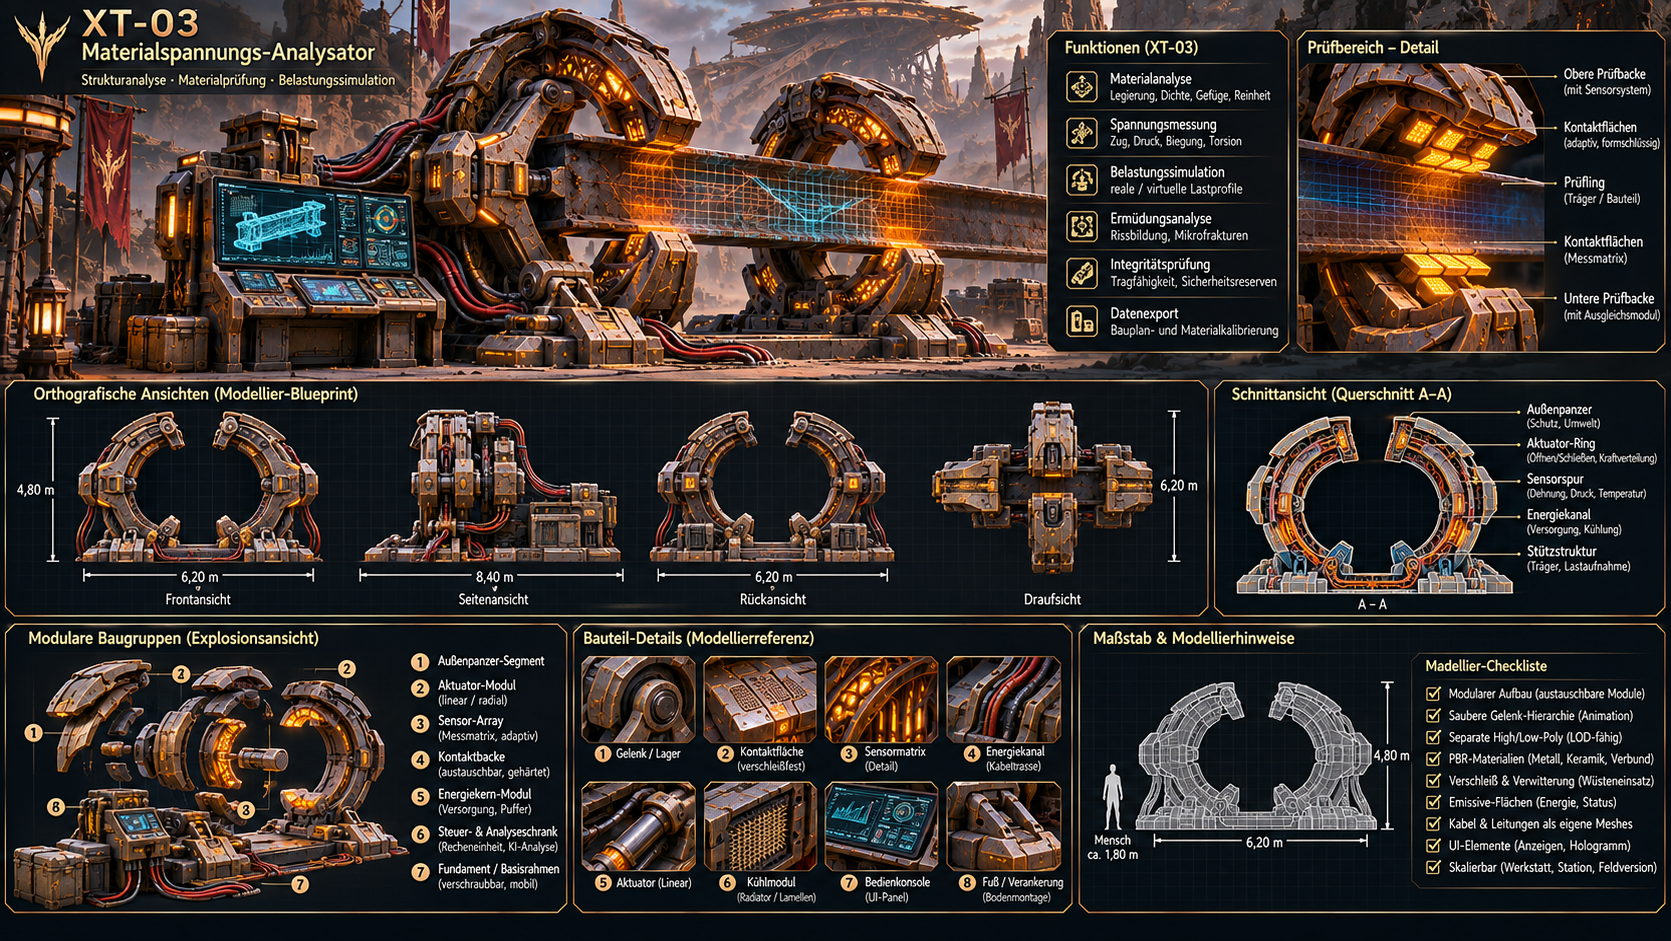 XT-03
Materialspannungs-Analysator
Strukturanalyse · Materialprüfung · Belastungssimulation
Funktionen (XT-03)
Materialanalyse
Legierung, Dichte, Gefüge, Reinheit
Spannungsmessung
Zug, Druck, Biegung, Torsion
Belastungssimulation
reale / virtuelle Lastprofile
Ermüdungsanalyse
Rissbildung, Mikrofrakturen
Integritätsprüfung
Tragfähigkeit, Sicherheitsreserven
Datenexport
Bauplan- und Materialkalibrierung
Prüfbereich – Detail
Obere Prüfbacke
(mit Sensorsystem)
Kontaktflächen
(adaptiv, formschlüssig)
Prüfling
(Träger / Bauteil)
Kontaktflächen
(Messmatrix)
Untere Prüfbacke
(mit Ausgleichsmodul)
Orthografische Ansichten (Modellier-Blueprint)
4,80 m
6,20 m
Frontansicht
8,40 m
Seitenansicht
6,20 m
Rückansicht
6,20 m
Draufsicht
Schnittansicht (Querschnitt A–A)
Außenpanzer
(Schutz, Umwelt)
Aktuator-Ring
(Öffnen/Schließen, Kraftverteilung)
Sensorspur
(Dehnung, Druck, Temperatur)
Energiekanal
(Versorgung, Kühlung)
Stützstruktur
(Träger, Lastaufnahme)
A – A
Modulare Baugruppen (Explosionsansicht)
2
2
1
8
3
7
1 Außenpanzer-Segment
2 Aktuator-Modul
(linear / radial)
3 Sensor-Array
(Messmatrix, adaptiv)
4 Kontaktbacke
(austauschbar, gehärtet)
5 Energiekern-Modul
(Versorgung, Puffer)
6 Steuer- & Analyseschrank
(Recheneinheit, KI-Analyse)
7 Fundament / Basisrahmen
(verschraubbar, mobil)
Bauteil-Details (Modellierreferenz)
1 Gelenk / Lager
2 Kontaktfläche
(verschleißfest)
3 Sensormatrix
(Detail)
4 Energiekanal
(Kabeltrasse)
5 Aktuator (Linear)
6 Kühlmodul
(Radiator / Lamellen)
7 Bedienkonsole
(UI-Panel)
8 Fuß / Verankerung
(Bodenmontage)
Maßstab & Modellierhinweise
Mensch
ca. 1,80 m
6,20 m
4,80 m
Madellier-Checkliste
Modularer Aufbau (austauschbare Module)
Saubere Gelenk-Hierarchie (Animation)
Separate High/Low-Poly (LOD-fähig)
PBR-Materialien (Metall, Keramik, Verbund)
Verschleiß & Verwitterung (Wüsteneinsatz)
Emissive-Flächen (Energie, Status)
Kabel & Leitungen als eigene Meshes
UI-Elemente (Anzeigen, Hologramm)
Skalierbar (Werkstatt, Station, Feldversion)